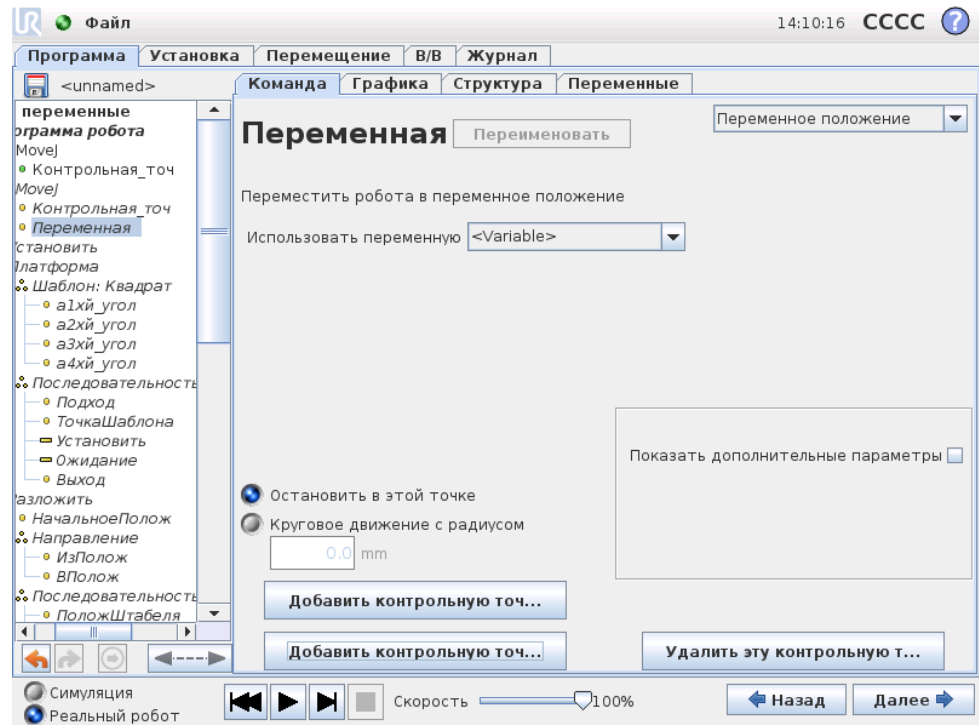 UR Файл 14:10:16 CCCC ?
Программа Установка Перемещение В/В Журнал
<unnamed> Команда Графика Структура Переменные
переменные
ограмма робота
MoveJ
Контрольная_точ
MoveJ
Контрольная_точ
Переменная
становить
Платформа
Шаблон: Квадрат
а1хй_угол
а2хй_угол
а3хй_угол
а4хй_угол
Последовательность
Подход
ТочкаШаблона
Установить
Ожидание
Выход
азложить
НачальноеПолож
Направление
ИзПолож
ВПолож
Последовательность
ПоложШтабеля
Переменная Переименовать Переменное положение
Переместить робота в переменное положение
Использовать переменную <Variable>
Показать дополнительные параметры
Остановить в этой точке
Круговое движение с радиусом
0.0 mm
Добавить контрольную точ...
Добавить контрольную точ... Удалить эту контрольную т...
Симуляция
Реальный робот
Скорость 100% Назад Далее